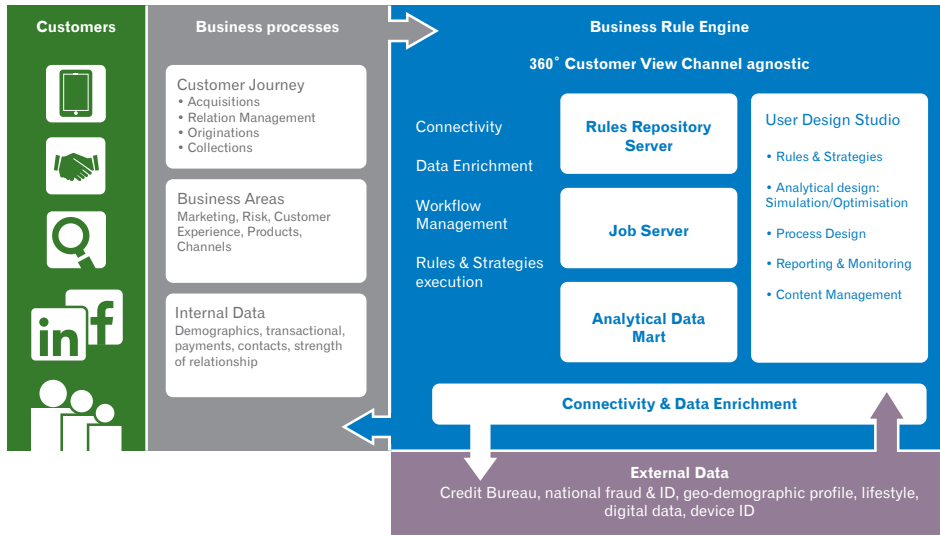 Customers
Business processes
Customer Journey
• Acquisitions
• Relation Management
• Originations
• Collections
Business Areas
Marketing, Risk, Customer
Experience, Products,
Channels
Internal Data
Demographics, transactional,
payments, contacts, strength
of relationship
in
f
Business Rule Engine
360° Customer View Channel agnostic
Connectivity
Data Enrichment
Workflow
Management
Rules & Strategies
execution
Rules Repository
Server
Job Server
Analytical Data
Mart
User Design Studio
• Rules & Strategies
• Analytical design:
Simulation/Optimisation
• Process Design
• Reporting & Monitoring
• Content Management
Connectivity & Data Enrichment
External Data
Credit Bureau, national fraud & ID, geo-demographic profile, lifestyle,
digital data, device ID